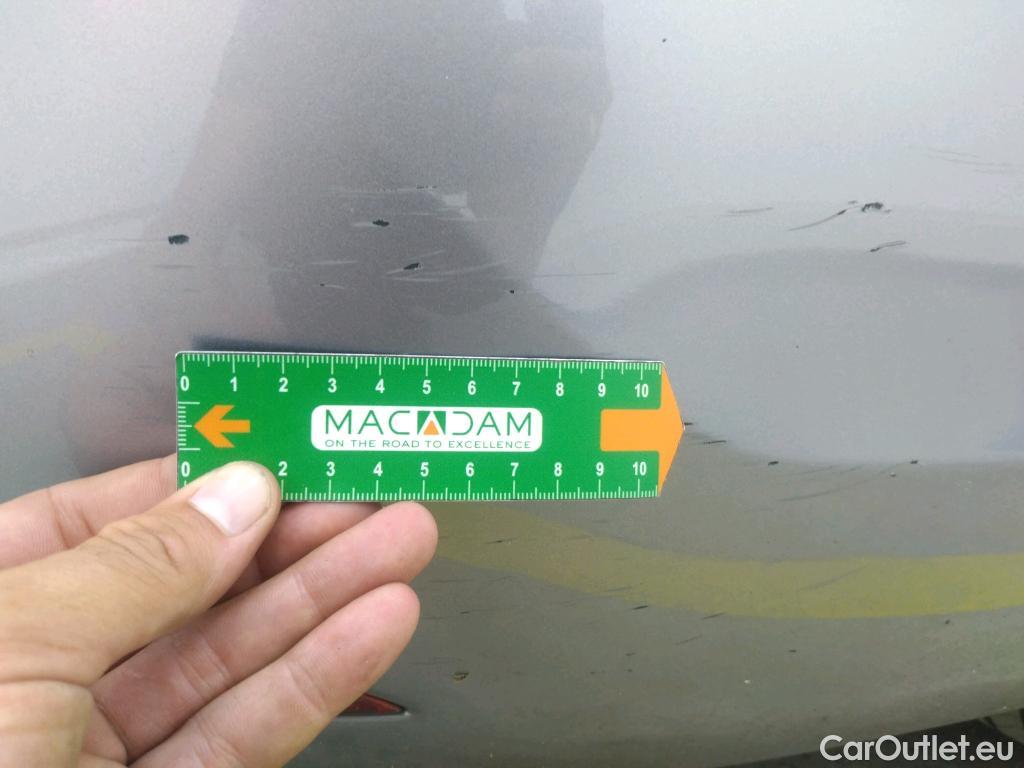 0 1 2 3 4 5 6 7 8 9 10
MACADAM
ON THE ROAD TO EXCELLENCE
0 2 3 4 5 6 7 8 9 10
CarOutlet.eu